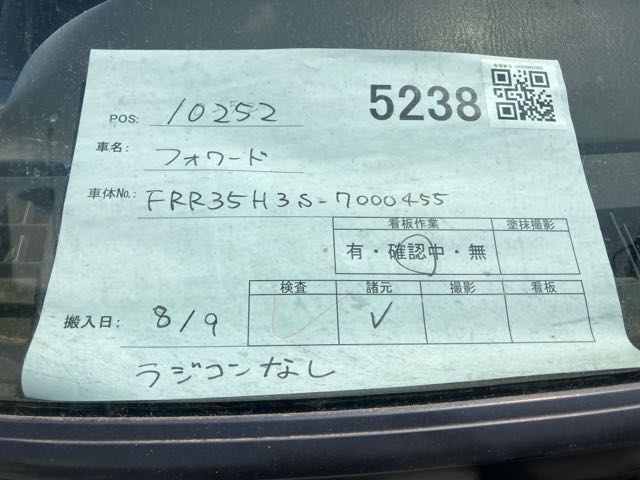 5238
POS: 10252
車名: フォワード
車体No.: FRR35H3S-7000455
看板作業 塗抹撮影
有・確認中・無
検査 諸元 撮影 看板
搬入日: 8/9 ✓ ✓
ラジコンなし